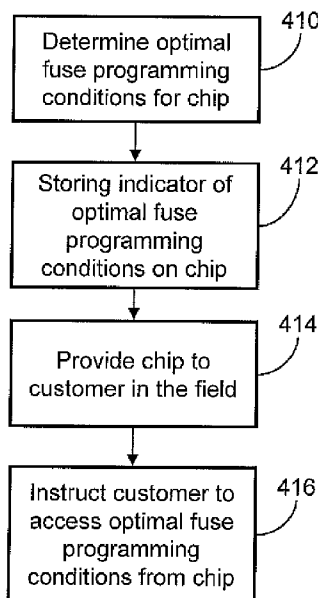 410
Determine optimal
fuse programming
conditions for chip
412
Storing indicator of
optimal fuse
programming
conditions on chip
414
Provide chip to
customer in the field
416
Instruct customer to
access optimal fuse
programming
conditions from chip